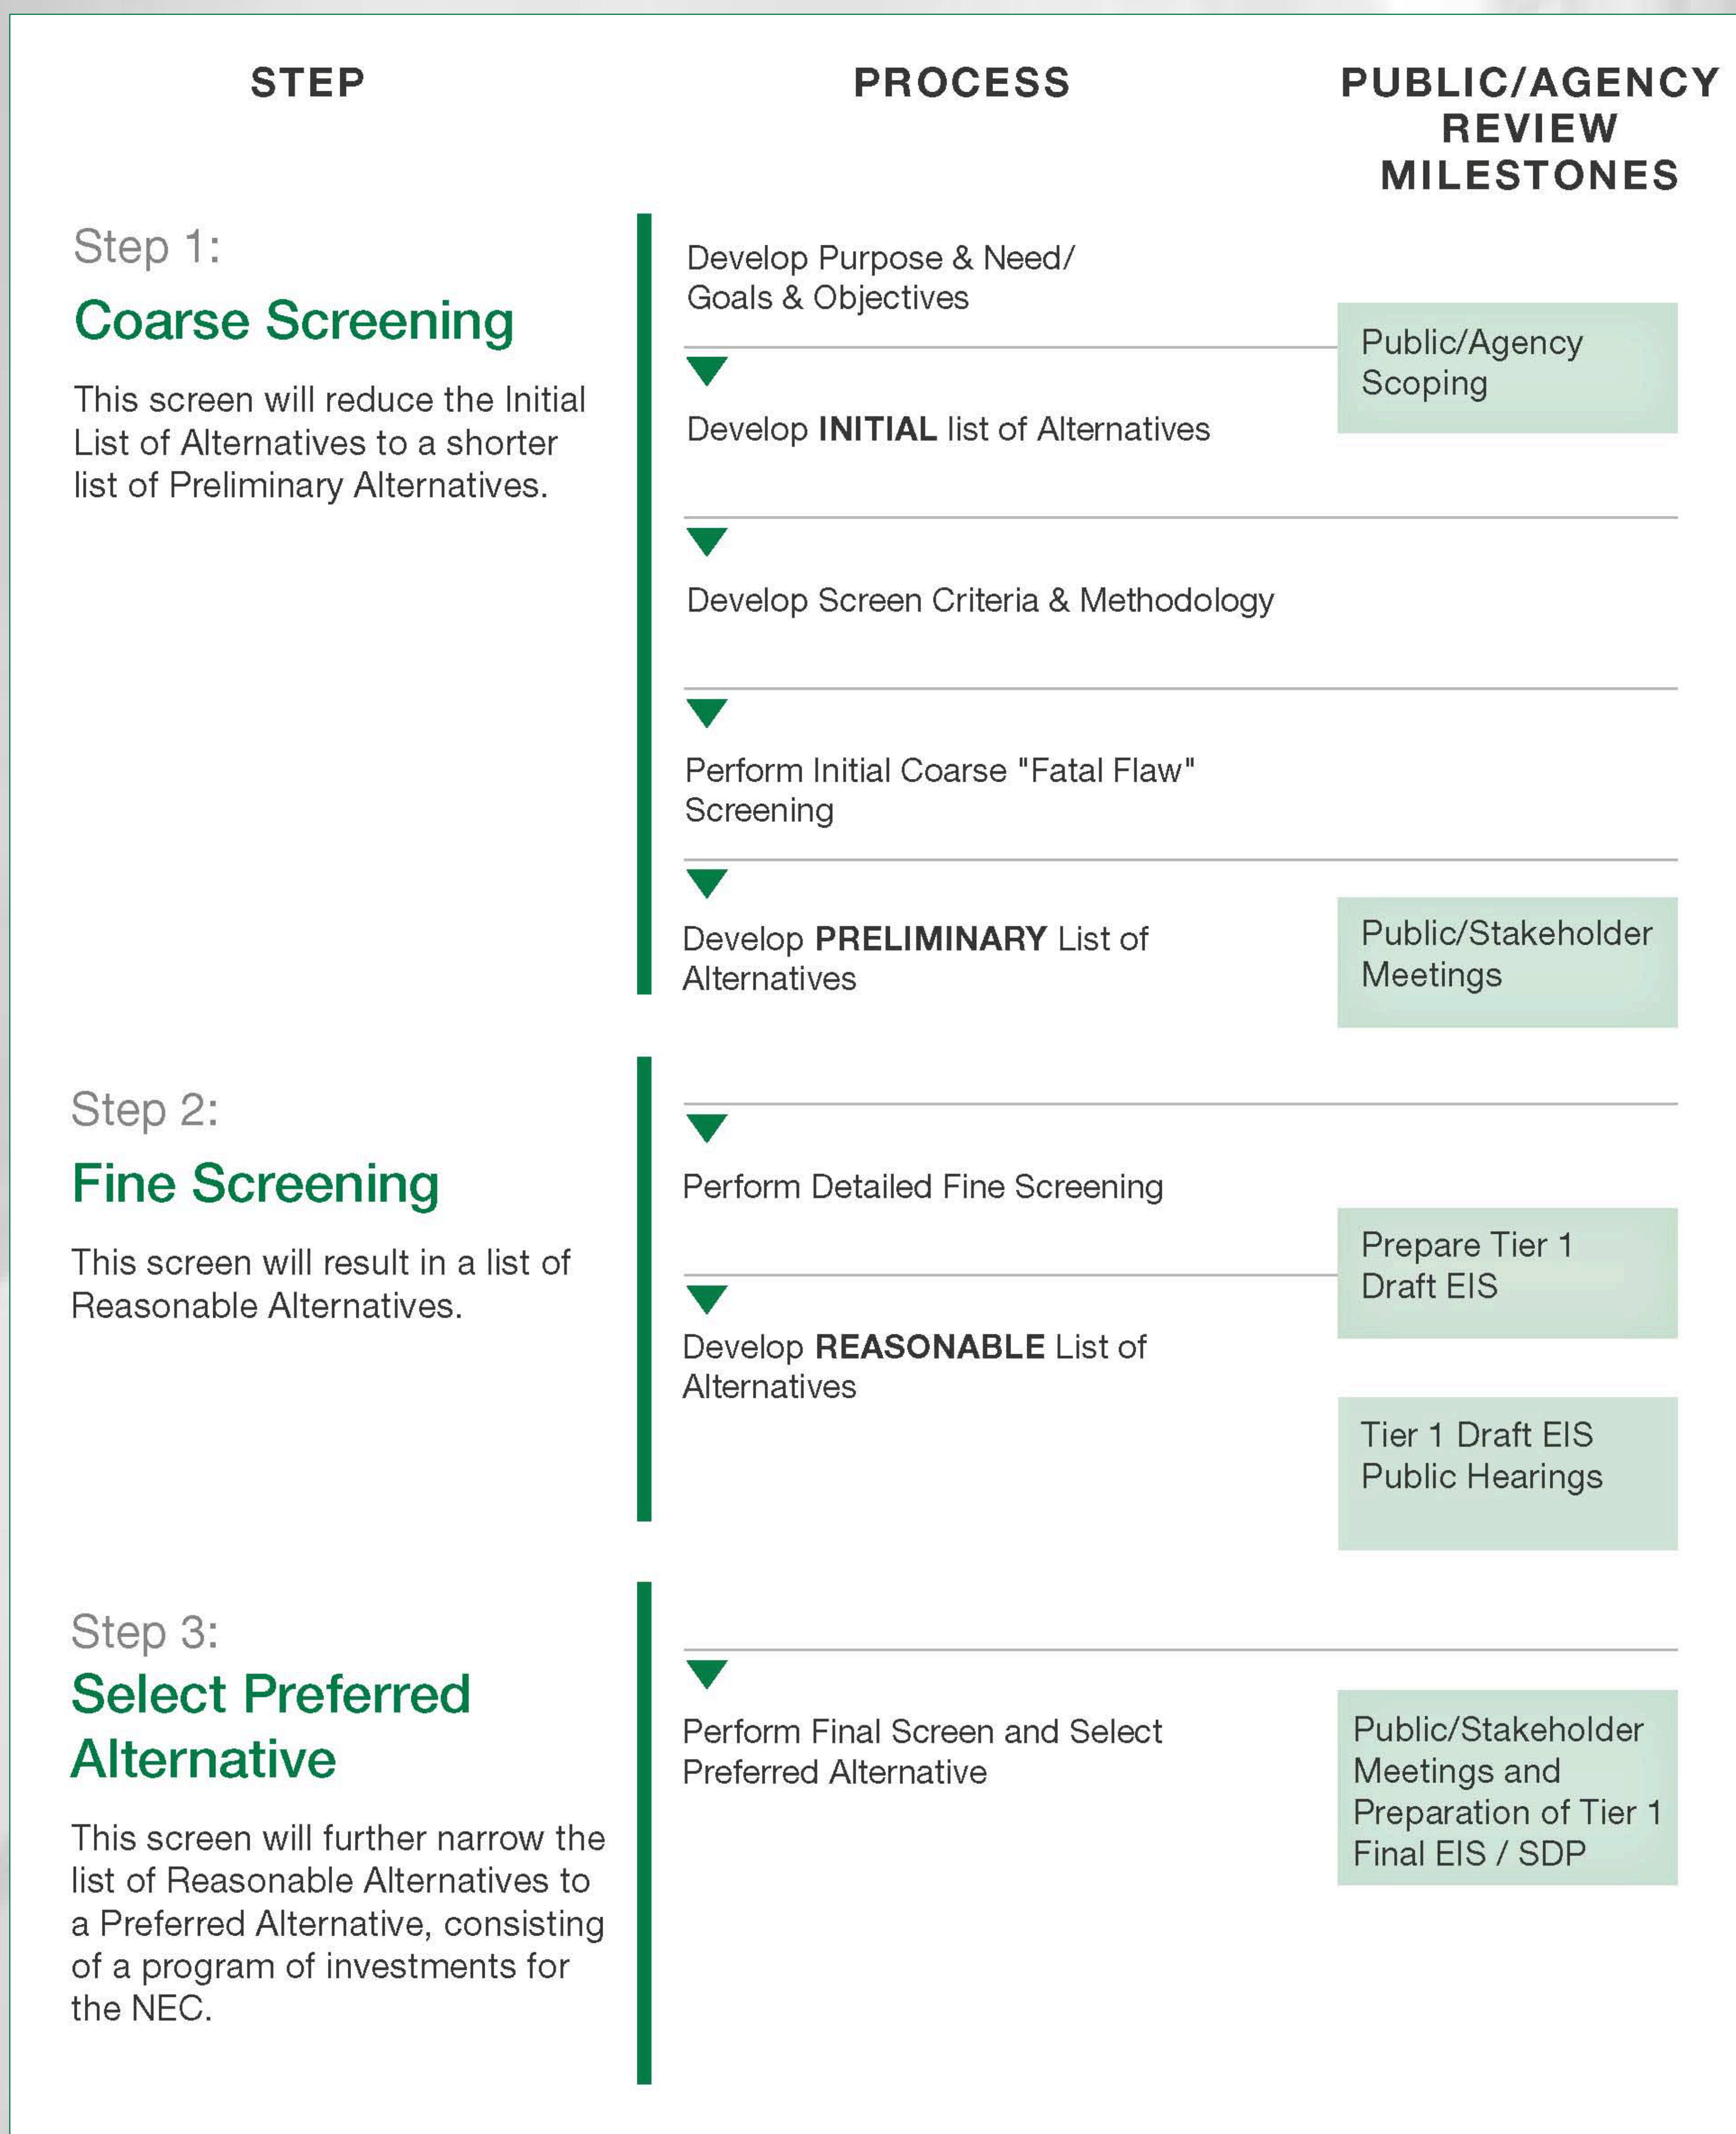 STEP
PROCESS
PUBLIC/AGENCY
REVIEW
MILESTONES
Step 1:
Coarse Screening
This screen will reduce the Initial
List of Alternatives to a shorter
list of Preliminary Alternatives.
Develop Purpose & Need/
Goals & Objectives
Public/Agency
Scoping
Develop INITIAL list of Alternatives
Develop Screen Criteria & Methodology
Perform Initial Coarse "Fatal Flaw"
Screening
Develop PRELIMINARY List of
Alternatives
Public/Stakeholder
Meetings
Step 2:
Fine Screening
This screen will result in a list of
Reasonable Alternatives.
Perform Detailed Fine Screening
Prepare Tier 1
Draft EIS
Develop REASONABLE List of
Alternatives
Tier 1 Draft EIS
Public Hearings
Step 3:
Select Preferred
Alternative
This screen will further narrow the
list of Reasonable Alternatives to
a Preferred Alternative, consisting
of a program of investments for
the NEC.
Perform Final Screen and Select
Preferred Alternative
Public/Stakeholder
Meetings and
Preparation of Tier 1
Final EIS / SDP